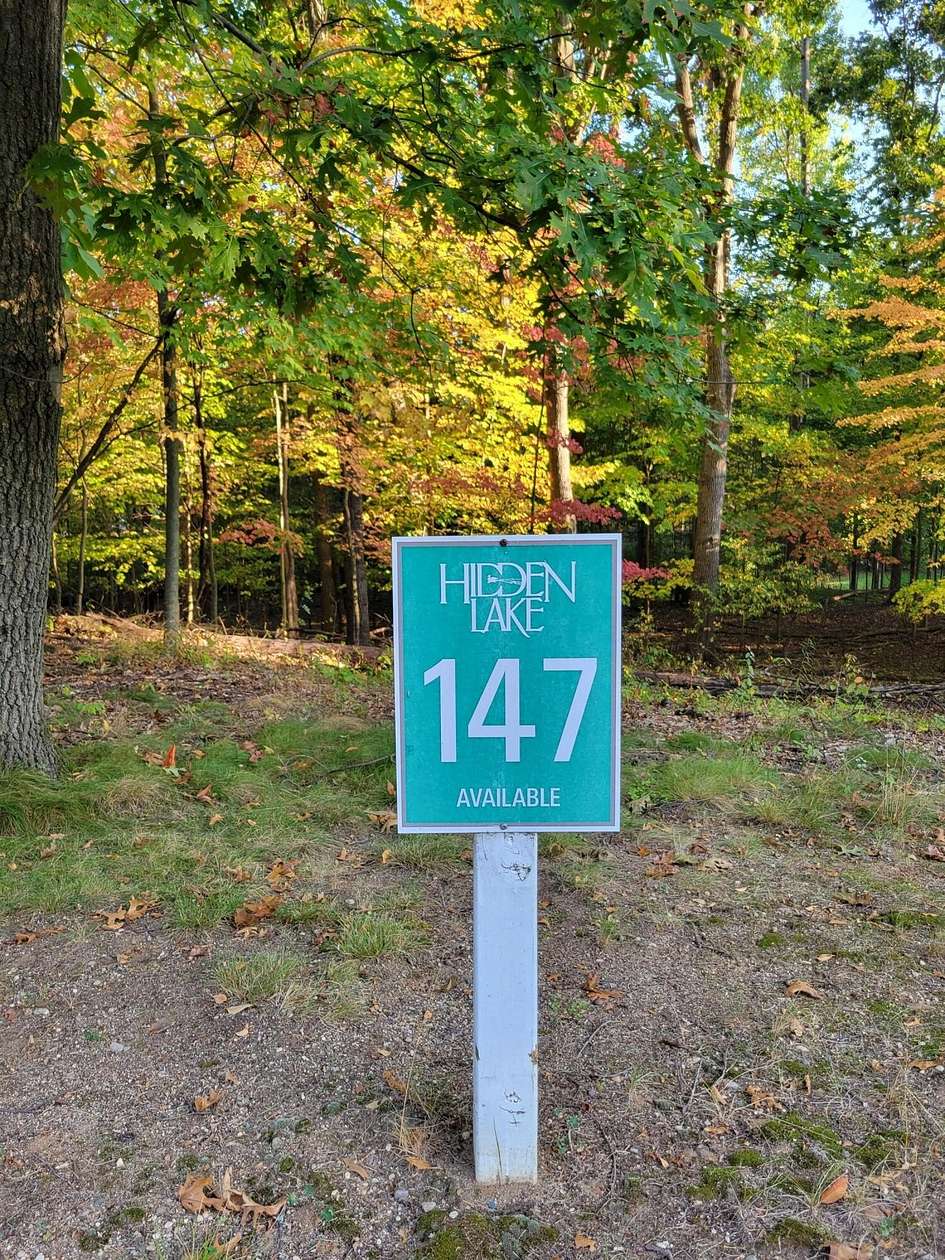 HIDDEN
LAKE
147
AVAILABLE